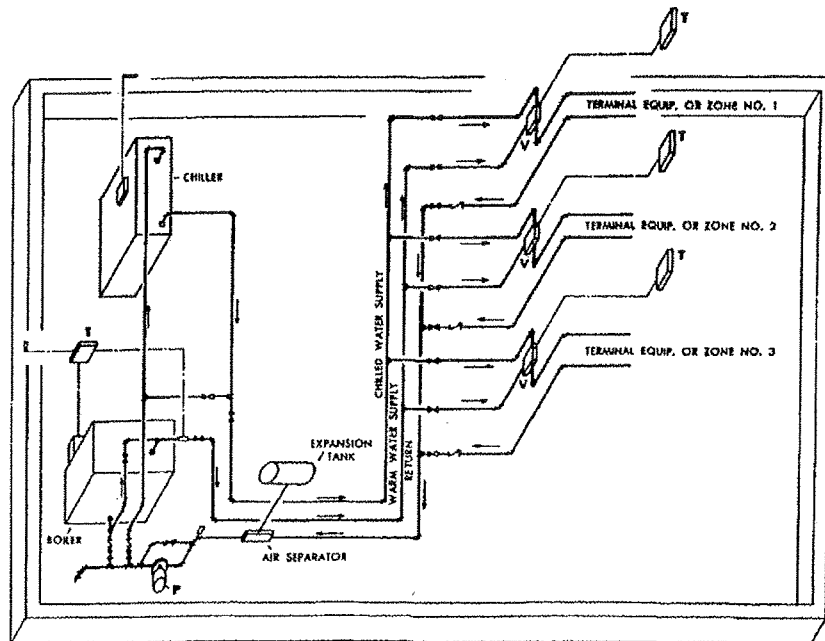 T
TERMINAL EQUIP. OR ZONE NO. 1
V
T
CHILLER
TERMINAL EQUIP. OR ZONE NO. 2
V
T
CHILLED WATER SUPPLY
WARM WATER SUPPLY
RETURN
T
TERMINAL EQUIP. OR ZONE NO. 3
V
EXPANSION
TANK
BOILER
AIR SEPARATOR
P